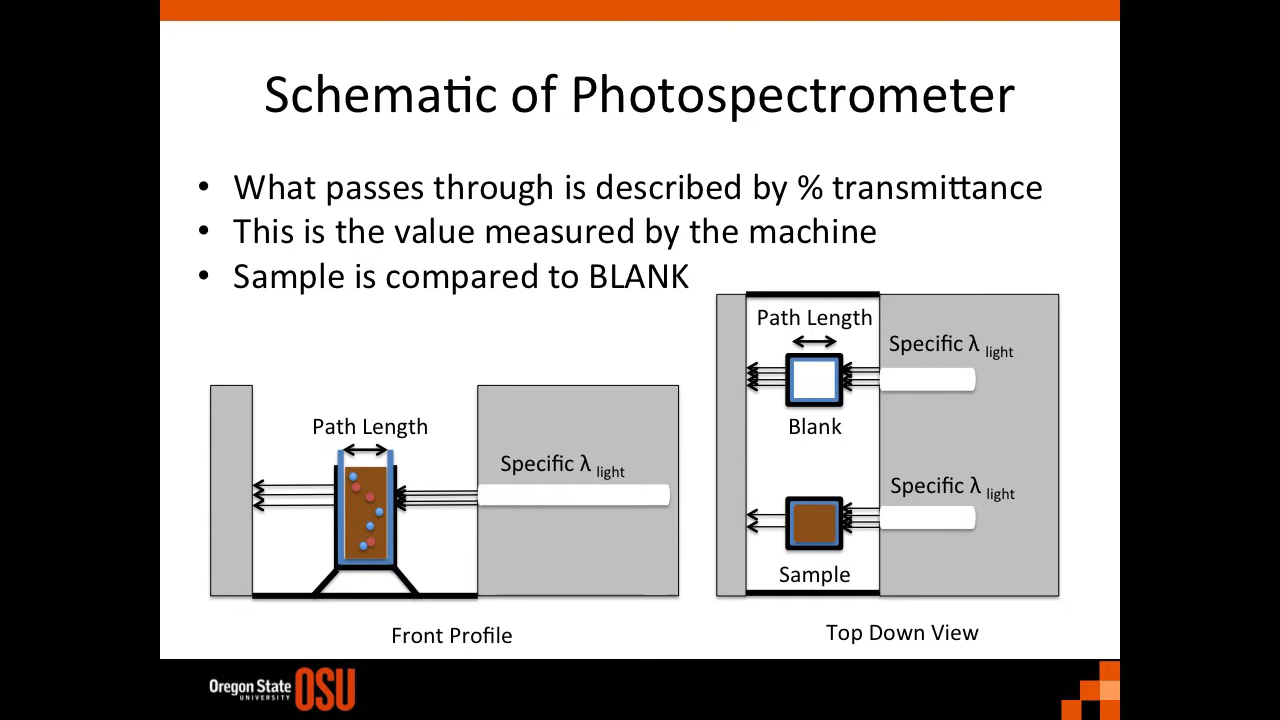 Schematic of Photospectrometer
• What passes through is described by % transmittance
• This is the value measured by the machine
• Sample is compared to BLANK
Path Length
Specific λ light
Front Profile
Path Length
Specific λ light
Blank
Specific λ light
Sample
Top Down View
Oregon State
UNIVERSITY
OSU